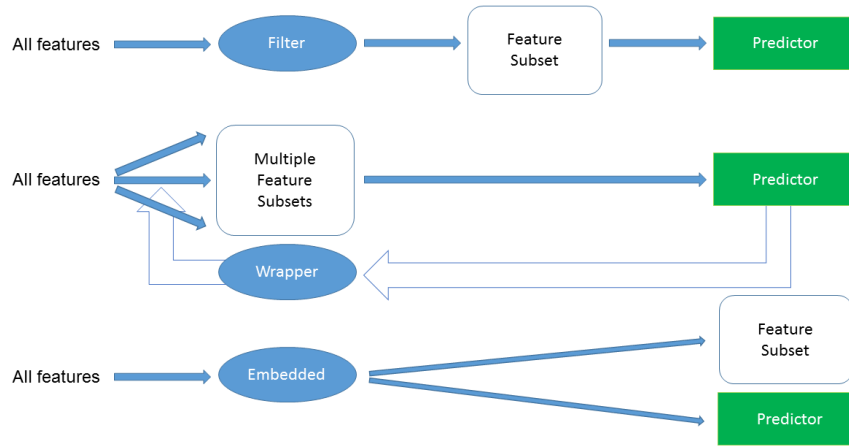 All features
Filter
Feature
Subset
Predictor
All features
Multiple
Feature
Subsets
Predictor
Wrapper
All features
Embedded
Feature
Subset
Predictor